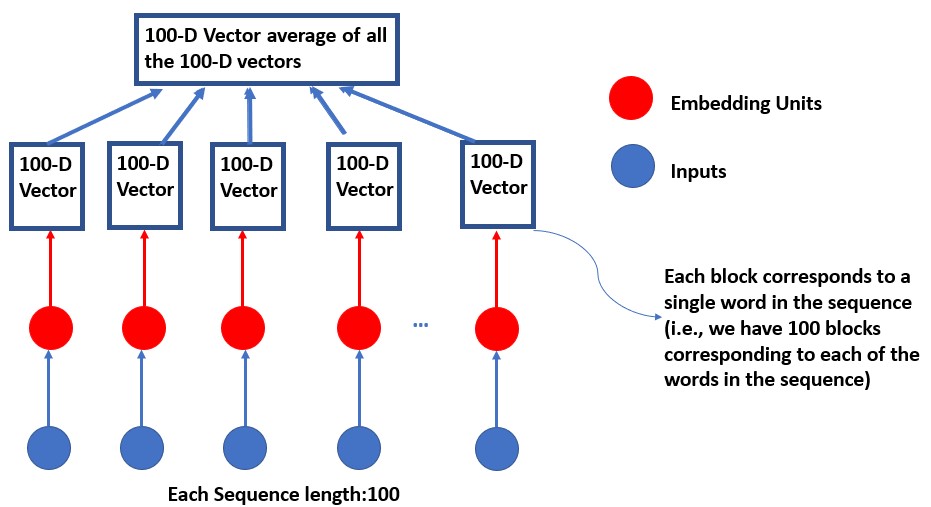 100-D Vector average of all
the 100-D vectors
Embedding Units
Inputs
100-D
Vector
100-D
Vector
100-D
Vector
100-D
Vector
100-D
Vector
Each block corresponds to a
single word in the sequence
(i.e., we have 100 blocks
corresponding to each of the
words in the sequence)
...
Each Sequence length:100